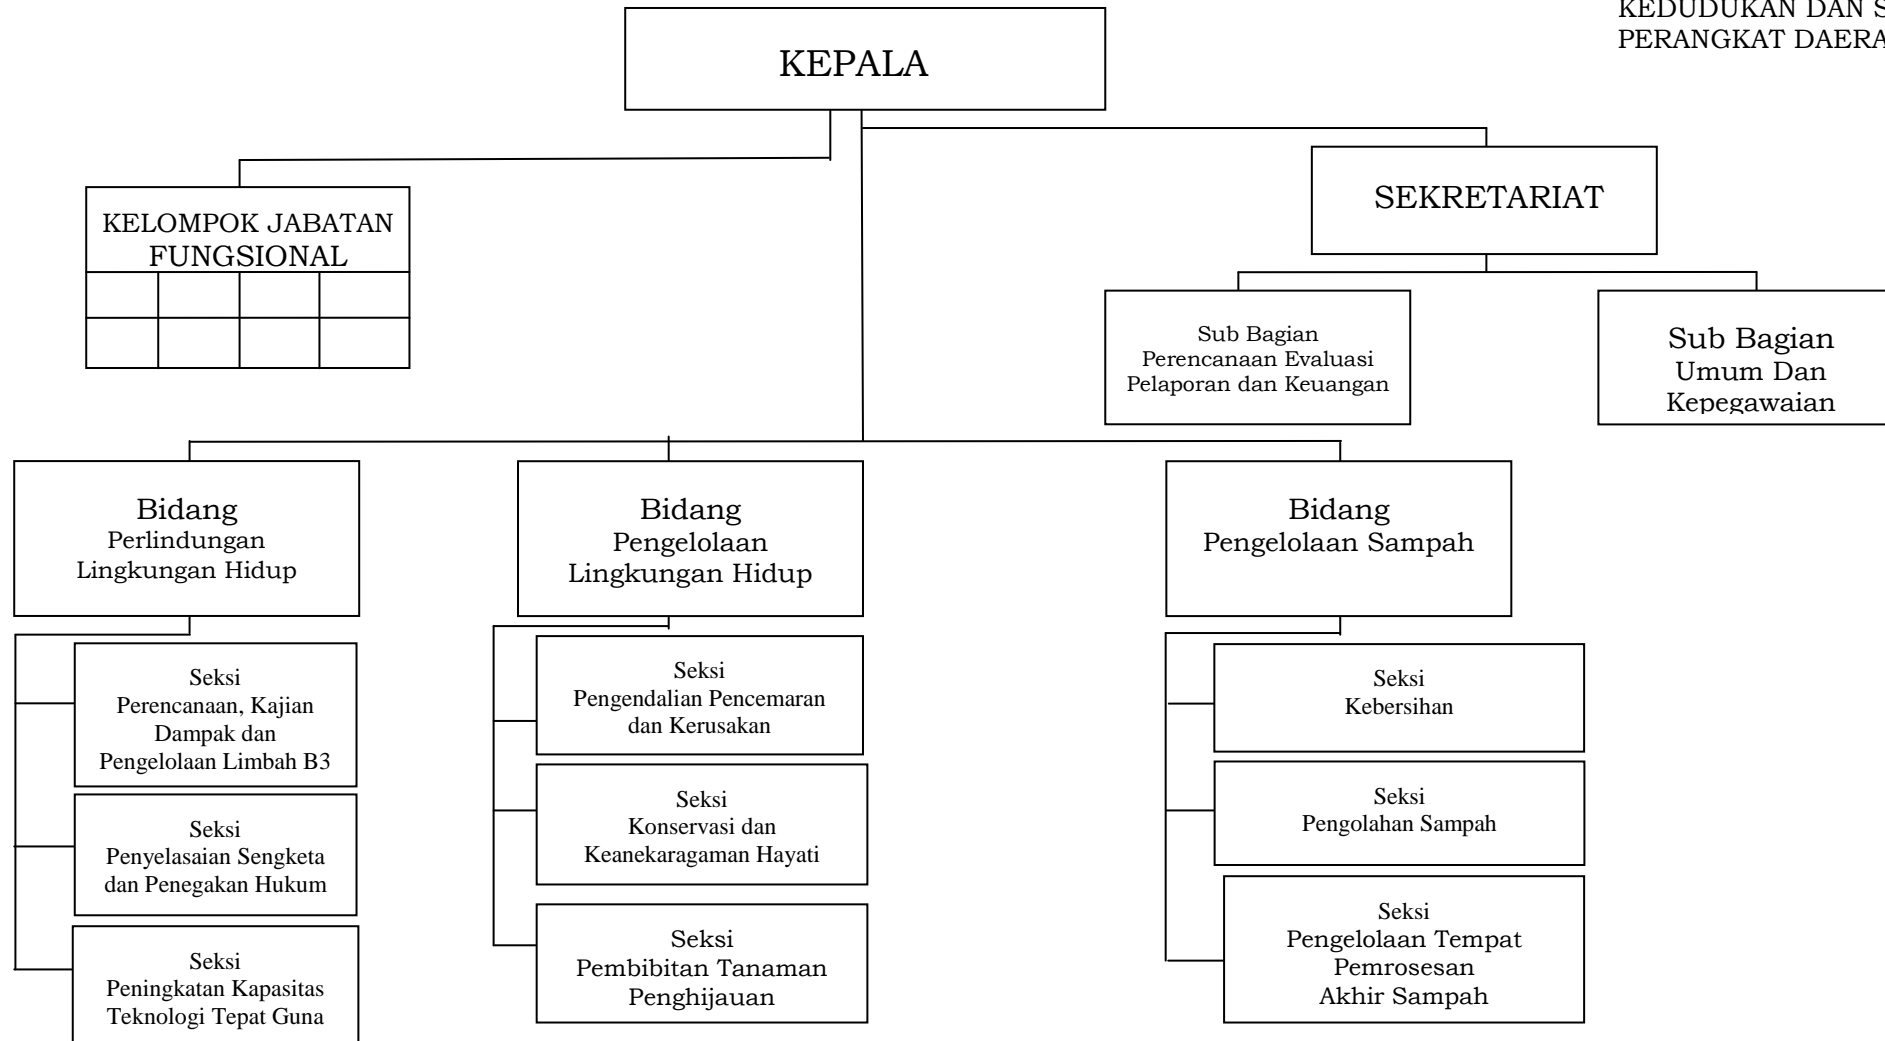 KEDUDUKAN DAN S
PERANGKAT DAERA
KEPALA
SEKRETARIAT
KELOMPOK JABATAN
FUNGSIONAL
Sub Bagian
Perencanaan Evaluasi
Pelaporan dan Keuangan
Sub Bagian
Umum Dan
Kepegawaian
Bidang
Perlindungan
Lingkungan Hidup
Bidang
Pengelolaan
Lingkungan Hidup
Bidang
Pengelolaan Sampah
Seksi
Perencanaan, Kajian
Dampak dan
Pengelolaan Limbah B3
Seksi
Penyelasaian Sengketa
dan Penegakan Hukum
Seksi
Peningkatan Kapasitas
Teknologi Tepat Guna
Seksi
Pengendalian Pencemaran
dan Kerusakan
Seksi
Konservasi dan
Keanekaragaman Hayati
Seksi
Pembibitan Tanaman
Penghijauan
Seksi
Kebersihan
Seksi
Pengolahan Sampah
Seksi
Pengelolaan Tempat
Pemrosesan
Akhir Sampah